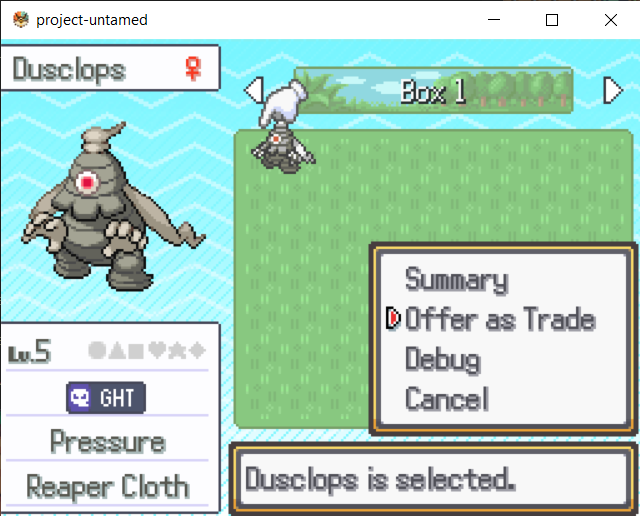 project-untamed
Dusclops ♀
Box 1
Summary
Offer as Trade
Debug
Cancel
Lv.5
GHT
Pressure
Reaper Cloth
Dusclops is selected.